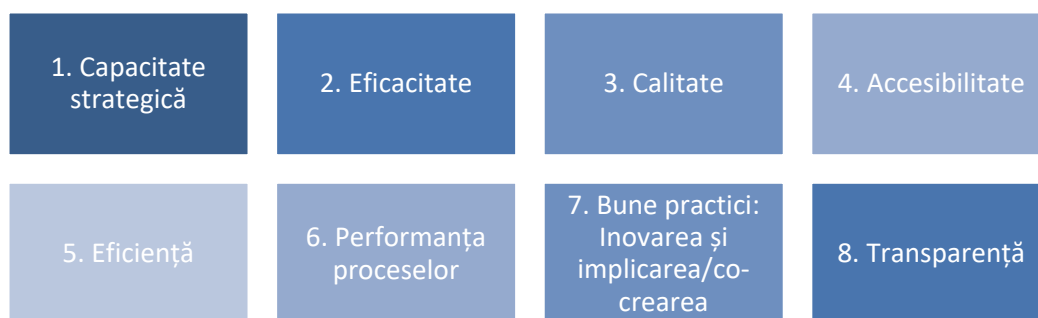 1. Capacitate
strategică
2. Eficacitate
3. Calitate
4. Accesibilitate
5. Eficiență
6. Performanța
proceselor
7. Bune practici:
Inovarea și
implicarea/co-
crearea
8. Transparență